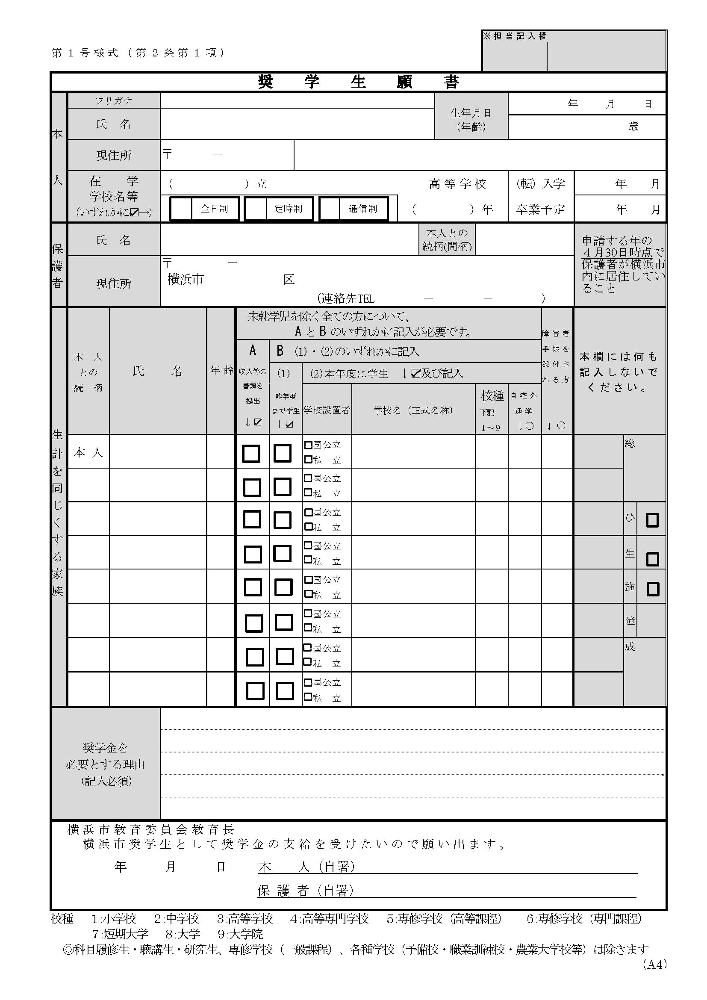 ※担当記入欄
第１号様式（第２条第１項）
奨学生願書
本人
フリガナ
氏 名
生年月日
(年齢)
年 月 日
歳
現住所
〒 －
在 学
学校名等
(いずれかに☑→)
( ) 立 高等学校
全日制
定時制
通信制
( ) 年
(転) 入学
年 月
卒業予定
年 月
保護者
氏 名
本人との
続柄(間柄)
申請する年の
４月30日時点で
保護者が横浜市
内に居住してい
ること
現住所
〒 －
横浜市 区
(連絡先TEL － － )
生計を同じくする家族
本 人
との
続 柄
氏 名
年齢
未就学児を除く全ての方について、
A と B のいずれかに記入が必要です。
A
収入等の
書類を
提出
↓☑
B (1)・(2)のいずれかに記入
(1)
昨年度
まで学生
↓☑
(2)本年度に学生 ↓☑及び記入
学校設置者
学校名（正式名称）
校種
下記
1～9
自宅外
通学
↓○
障害者
手帳を
添付さ
れる方
↓ ○
本欄には何も
記入しないで
ください。
本 人
□国公立
□私 立
総
□国公立
□私 立
□国公立
□私 立
ひ □
□国公立
□私 立
生 □
□国公立
□私 立
施 □
□国公立
□私 立
障
□国公立
□私 立
成
□国公立
□私 立
奨学金を
必要とする理由
(記入必須)
横浜市教育委員会教育長
横浜市奨学生として奨学金の支給を受けたいので願い出ます。
年 月 日 本 人（自署）
保 護 者（自署）
校種 １:小学校 ２:中学校 ３:高等学校 ４:高等専門学校 ５:専修学校（高等課程） ６:専修学校（専門課程）
７:短期大学 ８:大学 ９:大学院
◎科目履修生・聴講生・研究生、専修学校（一般課程）、各種学校（予備校・職業訓練校・農業大学校等）は除きます
(A4)